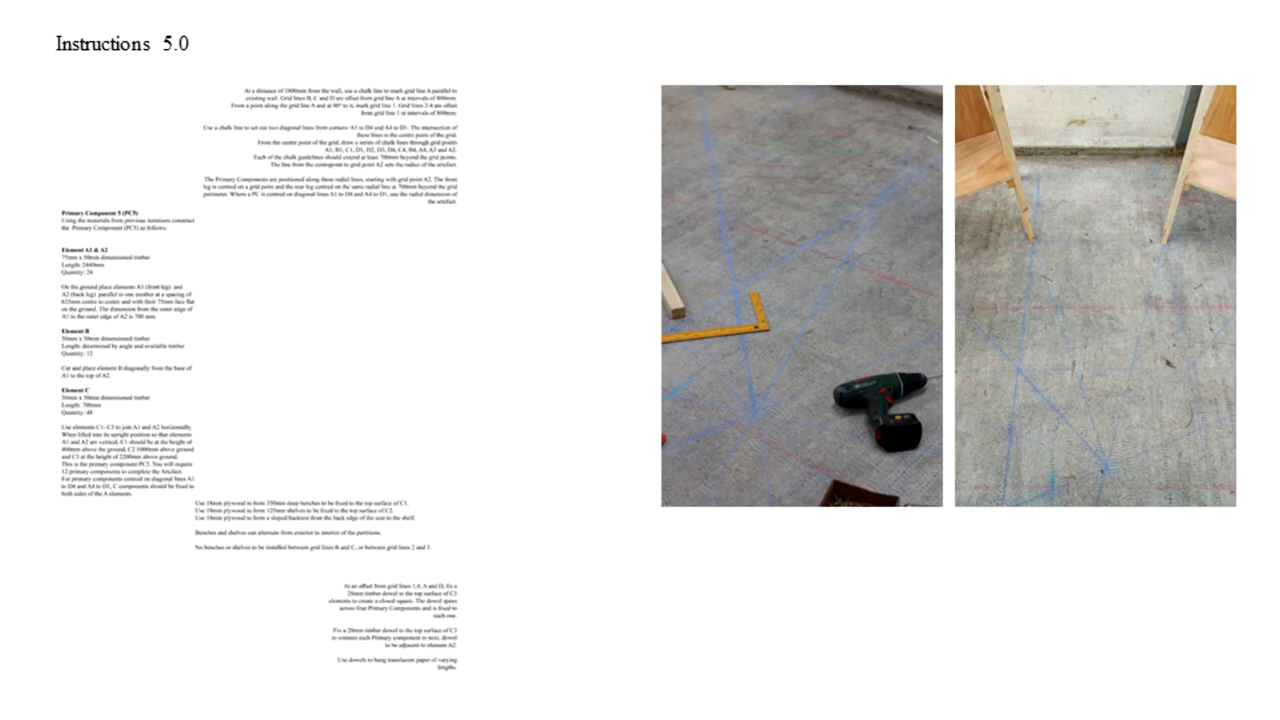 Instructions 5.0
At a distance of 1800mm from the wall, use a chalk line to mark grid line A parallel to
existing wall. Grid lines B, C and D are offset from grid line A at intervals of 800mm.
From a point along the grid line A and at 90° to it, mark grid line 1. Grid lines 2-4 are offset
from grid line 1 at intervals of 800mm.
Use a chalk line to set out two diagonal lines from corners: A1 to D4 and A4 to D1. The intersection of
these lines is the centre point of the grid.
From the centre point of the grid, draw a series of chalk lines through grid points
A1, B1, C1, D1, D2, D3, D4, C4, B4, A4, A3 and A2.
Each of the chalk guidelines should extend at least 700mm beyond the grid points.
The line from the centrepoint to grid point A2 sets the radius of the artefact.
The Primary Components are positioned along these radial lines, starting with grid point A2. The front
leg is centred on a grid point and the rear leg centred on the same radial line at 700mm beyond the grid
perimeter. Where a PC is centred on diagonal lines A1 to D4 and A4 to D1, use the radial dimension of
the artefact.
Primary Component 5 (PC5)
Using the materials from previous iterations construct
the Primary Component (PC5) as follows.
Element A1 & A2
75mm x 50mm dimensioned timber
Length: 2440mm
Quantity: 24
On the ground place elements A1 (front leg) and
A2 (back leg) parallel to one another at a spacing of
625mm centre to centre and with their 75mm face flat
on the ground. The dimension from the outer edge of
A1 to the outer edge of A2 is 700 mm.
Element B
50mm x 50mm dimensioned timber
Length: determined by angle and available timber
Quantity: 12
Cut and place element B diagonally from the base of
A1 to the top of A2.
Element C
50mm x 50mm dimensioned timber
Length: 700mm
Quantity: 48
Use elements C1- C3 to join A1 and A2 horizontally.
When lifted into its upright position so that elements
A1 and A2 are vertical, C1 should be at the height of
400mm above the ground, C2 1000mm above ground
and C3 at the height of 2200mm above ground.
This is the primary component PC5. You will require
12 primary components to complete the Artefact.
For primary components centred on diagonal lines A1
to D4 and A4 to D1, C components should be fixed to
both sides of the A elements.
Use 18mm plywood to form 350mm deep benches to be fixed to the top surface of C1.
Use 18mm plywood to form 125mm shelves to be fixed to the top surface of C2.
Use 18mm plywood to form a sloped backrest from the back edge of the seat to the shelf.
Benches and shelves can alternate from exterior to interior of the partitions.
No benches or shelves to be installed between grid lines B and C, or between grid lines 2 and 3.
At an offset from grid lines 1,4, A and D, fix a
28mm timber dowel to the top surface of C3
elements to create a closed square. The dowel spans
across four Primary Components and is fixed to
each one.
Fix a 28mm timber dowel to the top surface of C3
to connect each Primary component to next, dowel
to be adjacent to element A2.
Use dowels to hang translucent paper of varying
lengths.